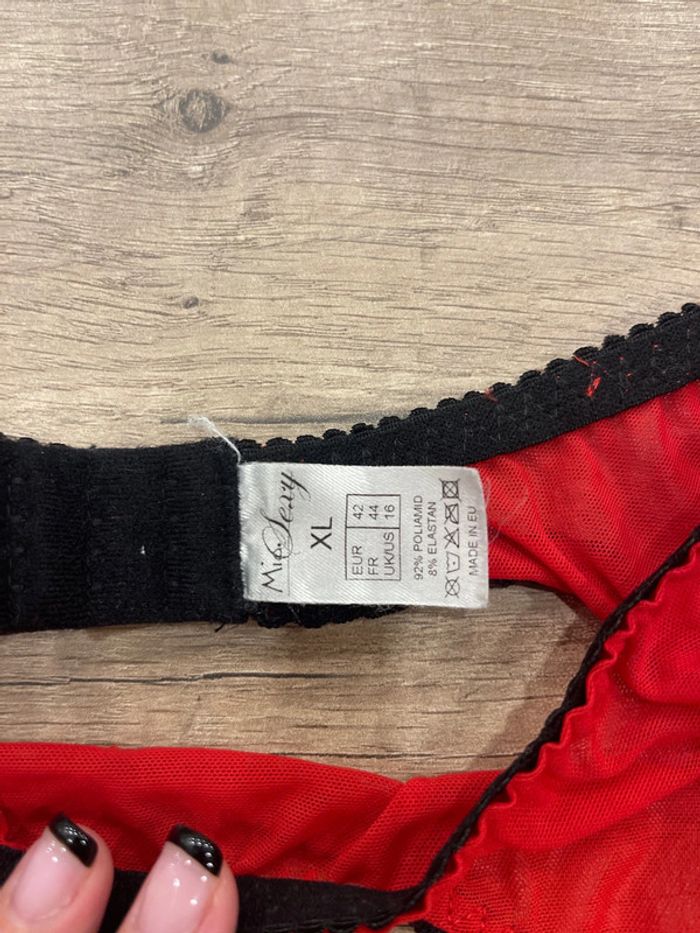 Mia Sexy
XL
EUR 42
FR 44
UK/US 16
92% POLIAMID
8% ELASTAN
MADE IN EU